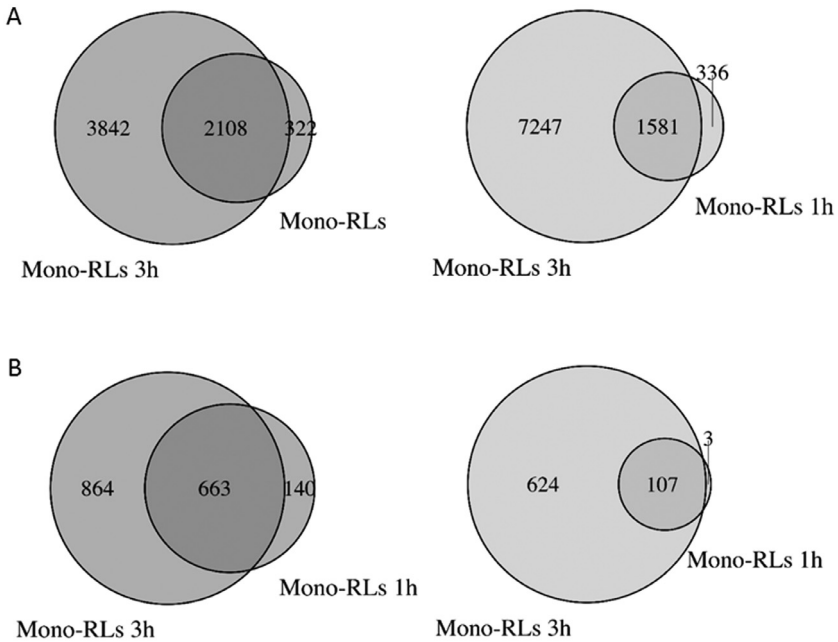 A
3842
2108
322
Mono-RLs
Mono-RLs 3h
336
7247
1581
Mono-RLs 1h
Mono-RLs 3h
B
864
663
140
Mono-RLs 1h
Mono-RLs 3h
3
624
107
Mono-RLs 1h
Mono-RLs 3h